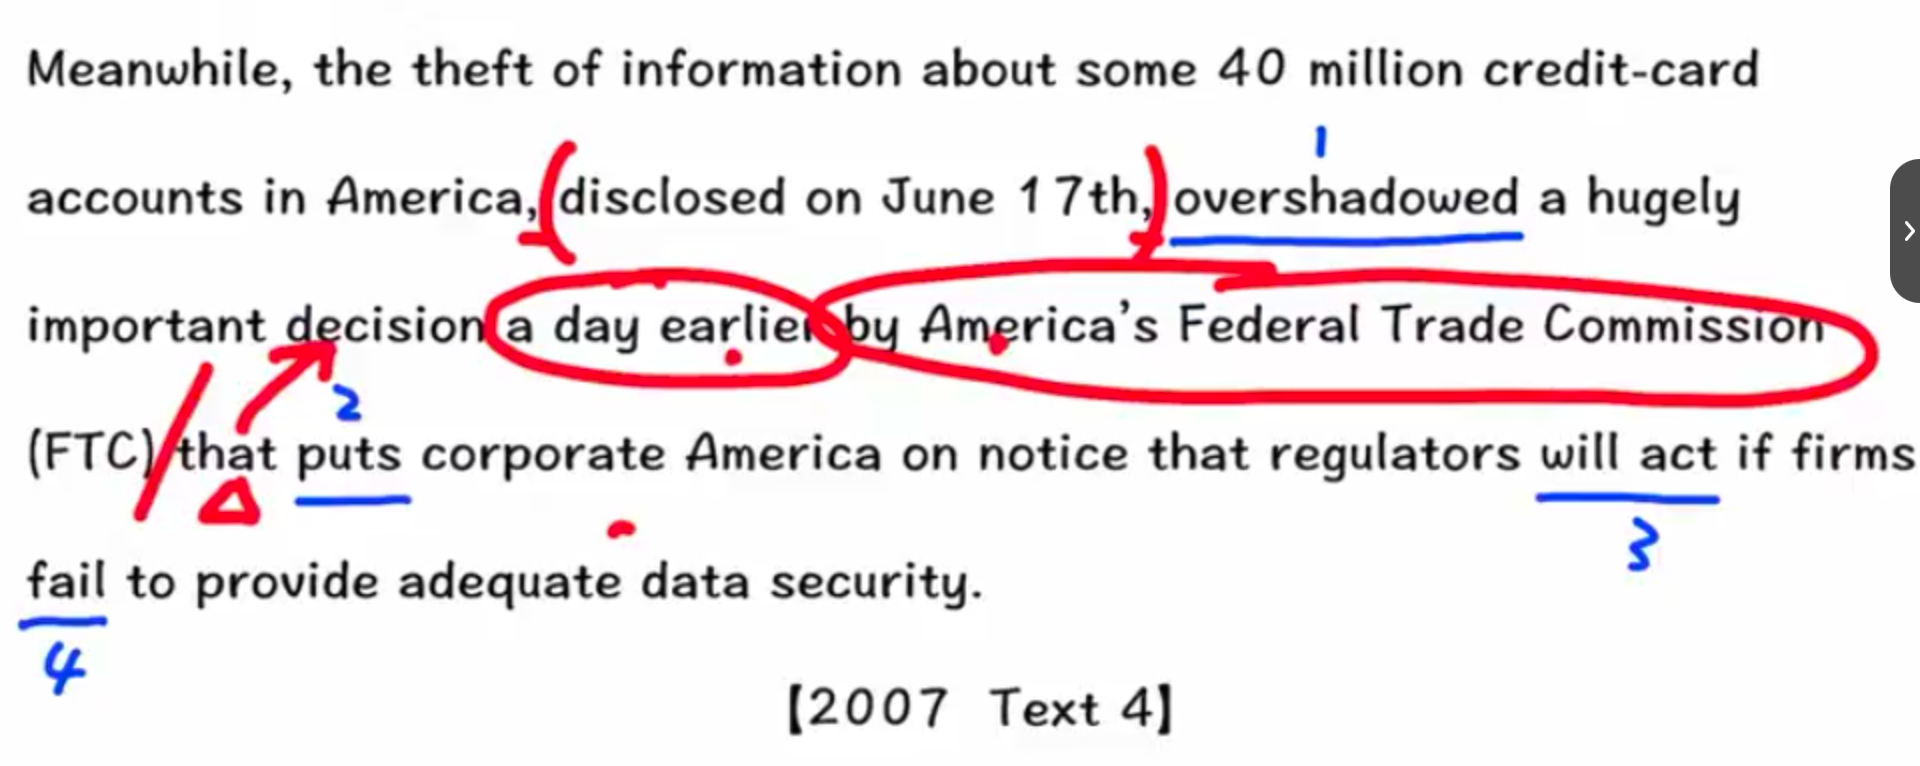 Meanwhile, the theft of information about some 40 million credit-card
1
accounts in America, (disclosed on June 17th,) overshadowed a hugely
important decision a day earlier by America's Federal Trade Commission
2
(FTC) / that puts corporate America on notice that regulators will act if firms
3
fail to provide adequate data security.
4
【2007 Text 4】